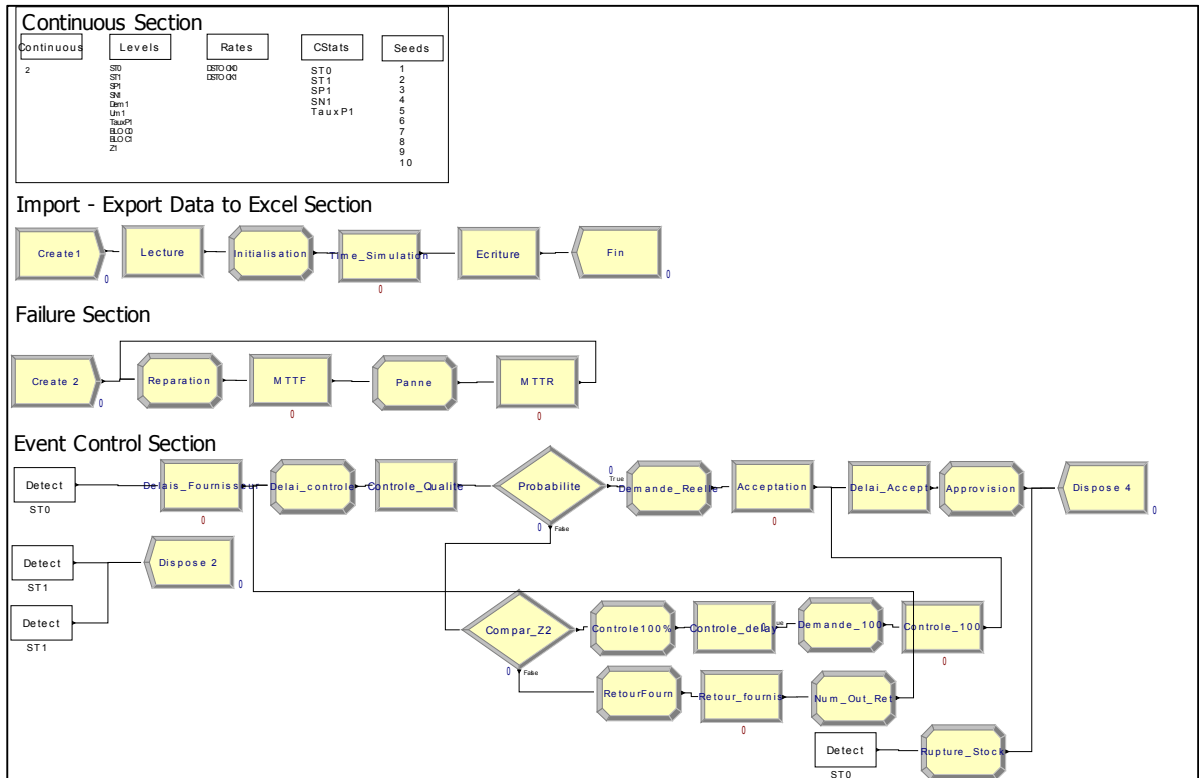 Continuous Section
Continuous Levels Rates CStats Seeds
2
ST0
ST1
SP1
SN1
Dem1
Um1
TauxP1
BLOC0
BLOC1
Z1
DSTOCK0
DSTOCK1
ST0
ST1
SP1
SN1
TauxP1
1
2
3
4
5
6
7
8
9
10
Import - Export Data to Excel Section
Create1 Lecture Initialisation Time_Simulation Ecriture Fin
0 0 0
Failure Section
Create 2 Reparation MTTF Panne MTTR
0 0 0
Event Control Section
Detect Delais_Fournisseur Delai_controle Controle_Qualite Probabilite Demande_Reelle Acceptation Delai_Accept Approvision Dispose 4
0 True
ST0 0 0 False 0 0
Detect Dispose 2
ST1 0
Detect Compar_Z2 Controle100% Controle_delay Demande_100 Controle_100
ST1 0 False 0 0
RetourFourn Retour_fournis Num_Out_Ret
0
Detect Rupture_Stock
ST0